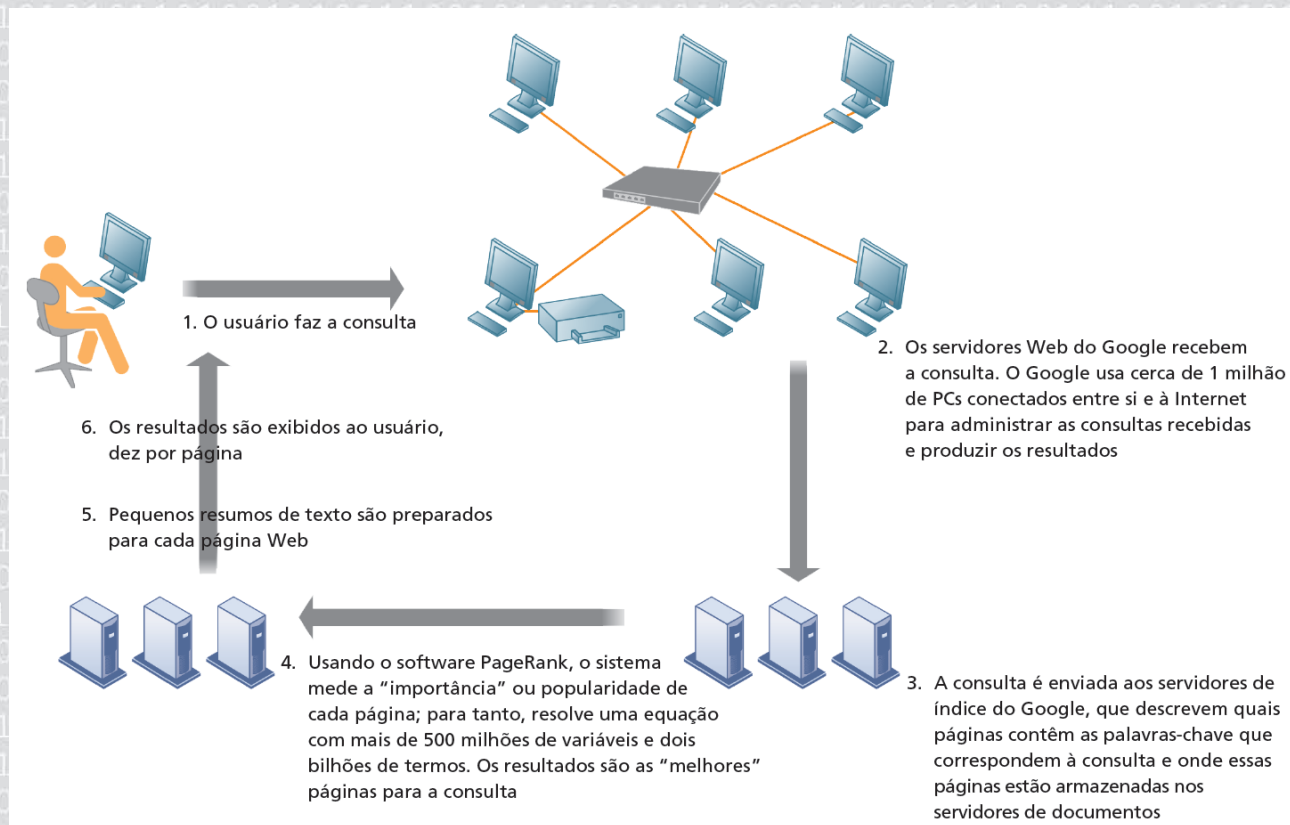 1. O usuário faz a consulta
2. Os servidores Web do Google recebem
a consulta. O Google usa cerca de 1 milhão
de PCs conectados entre si e à Internet
para administrar as consultas recebidas
e produzir os resultados
3. A consulta é enviada aos servidores de
índice do Google, que descrevem quais
páginas contêm as palavras-chave que
correspondem à consulta e onde essas
páginas estão armazenadas nos
servidores de documentos
4. Usando o software PageRank, o sistema
mede a “importância” ou popularidade de
cada página; para tanto, resolve uma equação
com mais de 500 milhões de variáveis e dois
bilhões de termos. Os resultados são as “melhores”
páginas para a consulta
5. Pequenos resumos de texto são preparados
para cada página Web
6. Os resultados são exibidos ao usuário,
dez por página